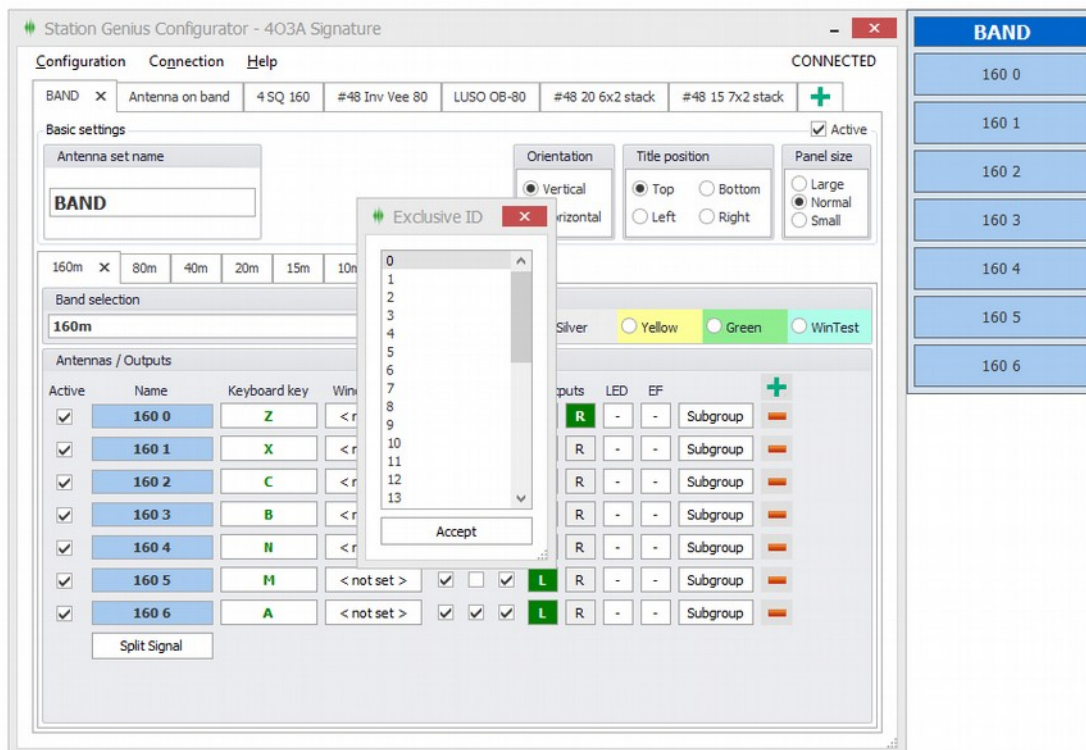 Station Genius Configurator - 4O3A Signature
Configuration Connection Help CONNECTED
BAND Antenna on band 4 SQ 160 #48 Inv Vee 80 LUSO OB-80 #48 20 6x2 stack #48 15 7x2 stack
Basic settings Active
Antenna set name Orientation Title position Panel size
BAND
Vertical Top Bottom Large
Normal
rizontal Left Right Small
160m 80m 40m 20m 15m 10m
Band selection
160m Silver Yellow Green WinTest
Antennas / Outputs
Active Name Keyboard key Win puts LED EF
160 0 Z < n R - - Subgroup
160 1 X < r R - - Subgroup
160 2 C < r R - - Subgroup
160 3 B < r R - - Subgroup
160 4 N < r R - - Subgroup
160 5 M < not set > L R - - Subgroup
160 6 A < not set > L R - - Subgroup
Split Signal
Exclusive ID
0
1
2
3
4
5
6
7
8
9
10
11
12
13
Accept
BAND
160 0
160 1
160 2
160 3
160 4
160 5
160 6